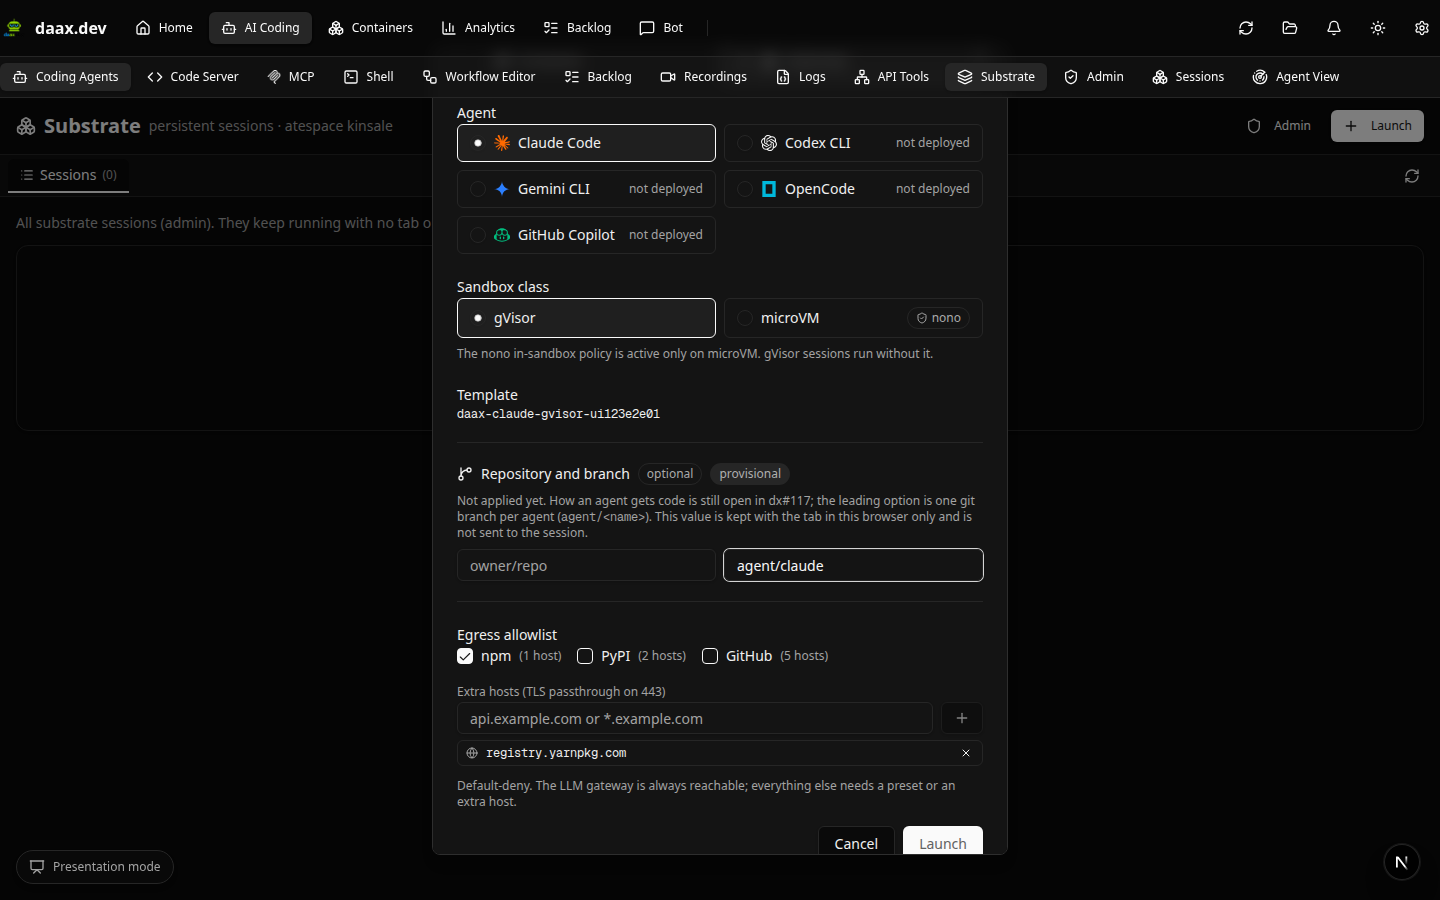 daax.dev
Home
AI Coding
Containers
Analytics
Backlog
Bot
Coding Agents
Code Server
MCP
Shell
Workflow Editor
Backlog
Recordings
Logs
API Tools
Substrate
Admin
Sessions
Agent View
Substrate
persistent sessions · atespace kinsale
Admin
Launch
Sessions (0)
All substrate sessions (admin). They keep running with no tab o
Agent
Claude Code
Codex CLI not deployed
Gemini CLI not deployed
OpenCode not deployed
GitHub Copilot not deployed
Sandbox class
gVisor
microVM nono
The nono in-sandbox policy is active only on microVM. gVisor sessions run without it.
Template
daax-claude-gvisor-ui123e2e01
Repository and branch optional provisional
Not applied yet. How an agent gets code is still open in dx#117; the leading option is one git
branch per agent (agent/<name>). This value is kept with the tab in this browser only and is
not sent to the session.
owner/repo
agent/claude
Egress allowlist
npm (1 host) PyPI (2 hosts) GitHub (5 hosts)
Extra hosts (TLS passthrough on 443)
api.example.com or *.example.com
registry.yarnpkg.com
Default-deny. The LLM gateway is always reachable; everything else needs a preset or an
extra host.
Cancel
Launch
Presentation mode
N